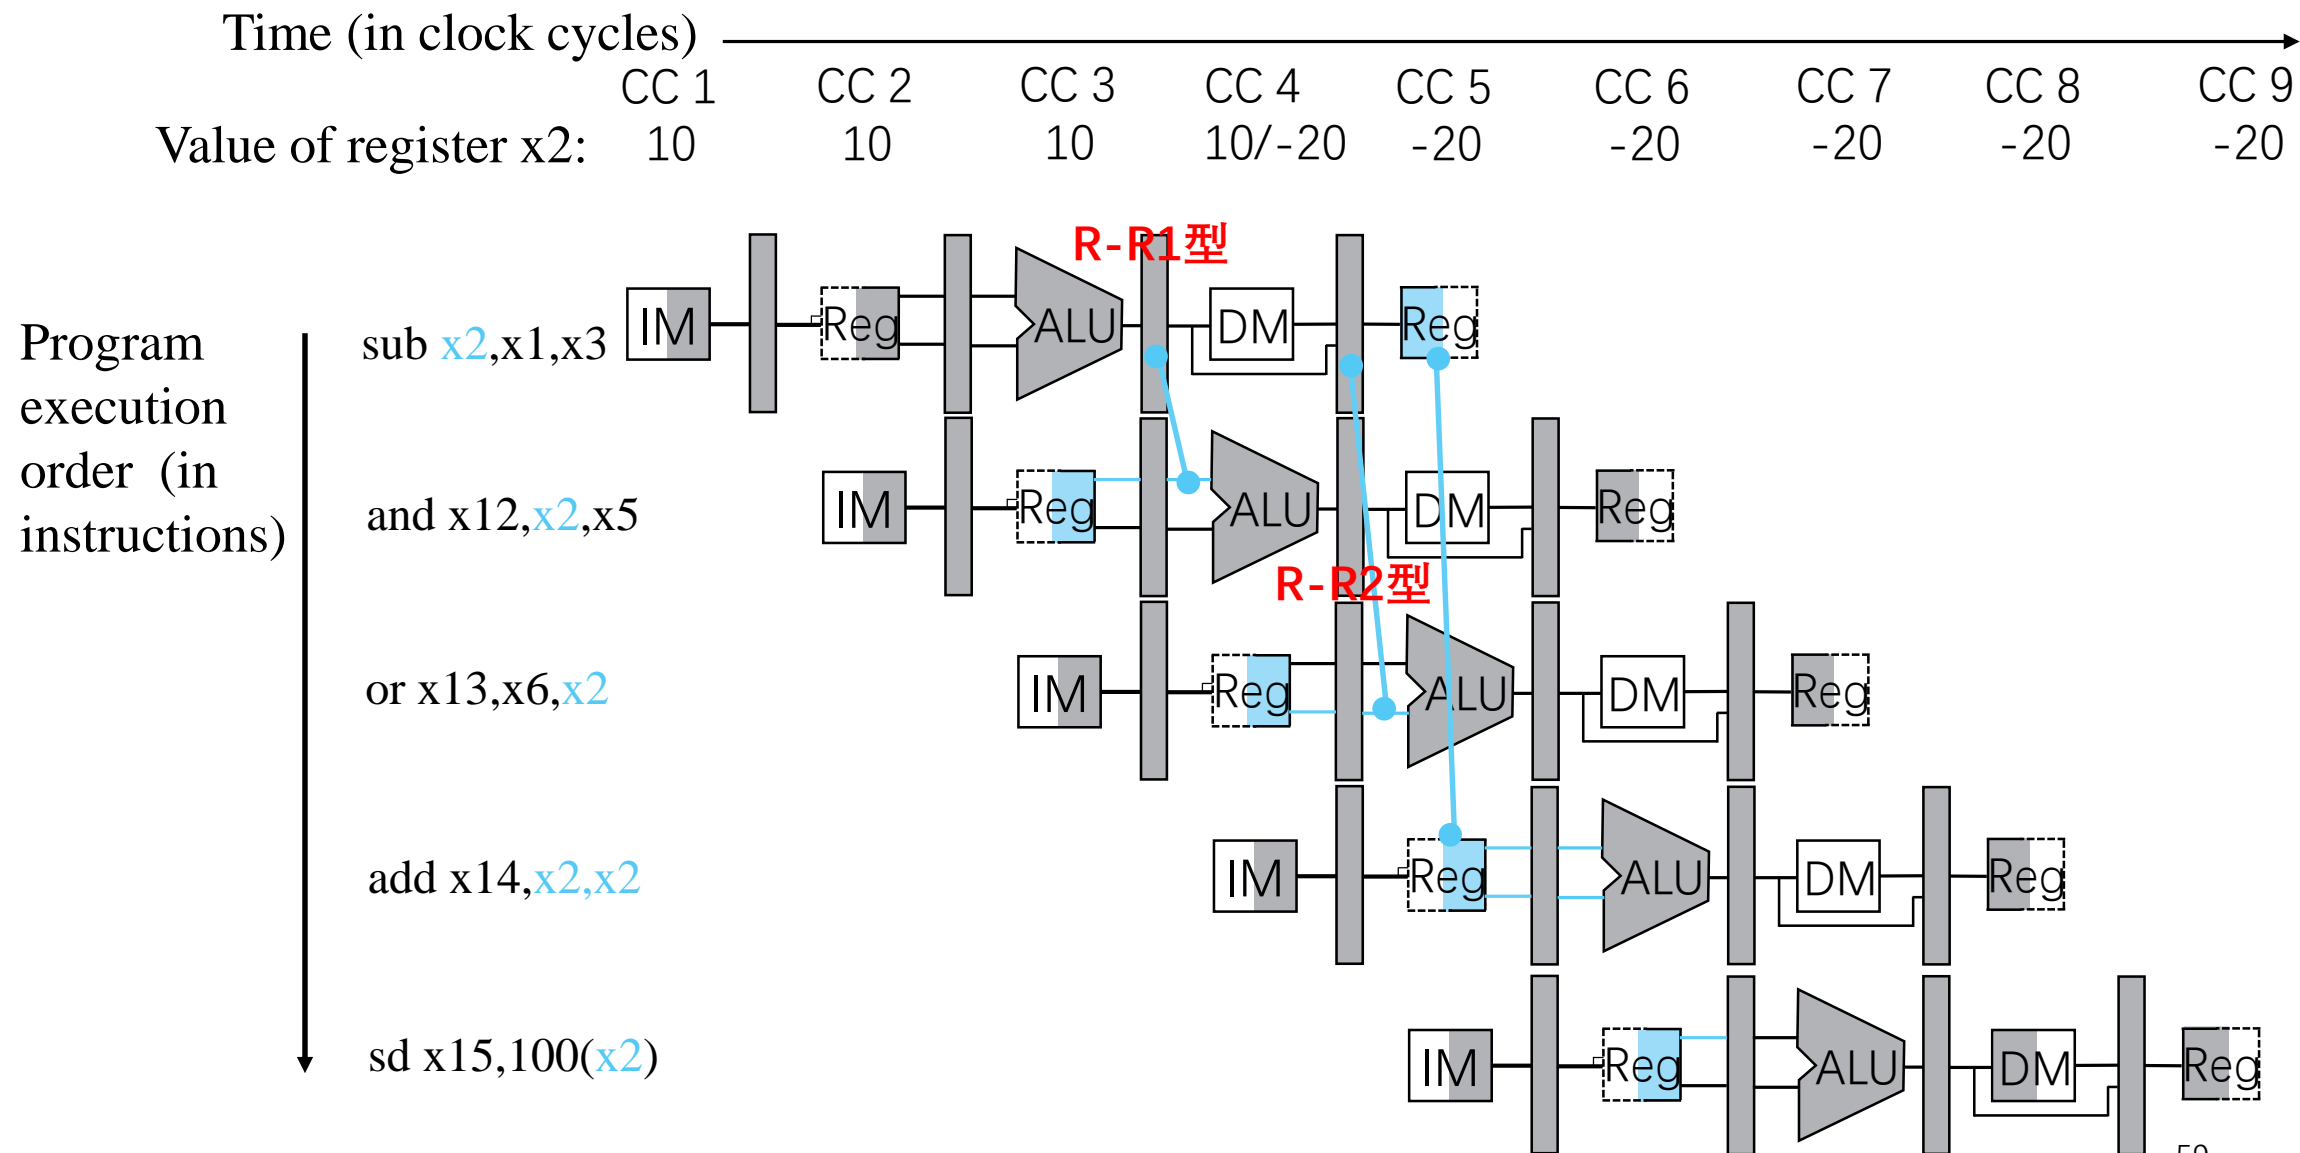 Time (in clock cycles)
CC 1 CC 2 CC 3 CC 4 CC 5 CC 6 CC 7 CC 8 CC 9
Value of register x2: 10 10 10 10/-20 -20 -20 -20 -20 -20
R-R1型
Program
execution
order (in
instructions)
sub x2,x1,x3 IM Reg ALU DM Reg
and x12,x2,x5 IM Reg ALU DM Reg
R-R2型
or x13,x6,x2 IM Reg ALU DM Reg
add x14,x2,x2 IM Reg ALU DM Reg
sd x15,100(x2) IM Reg ALU DM Reg